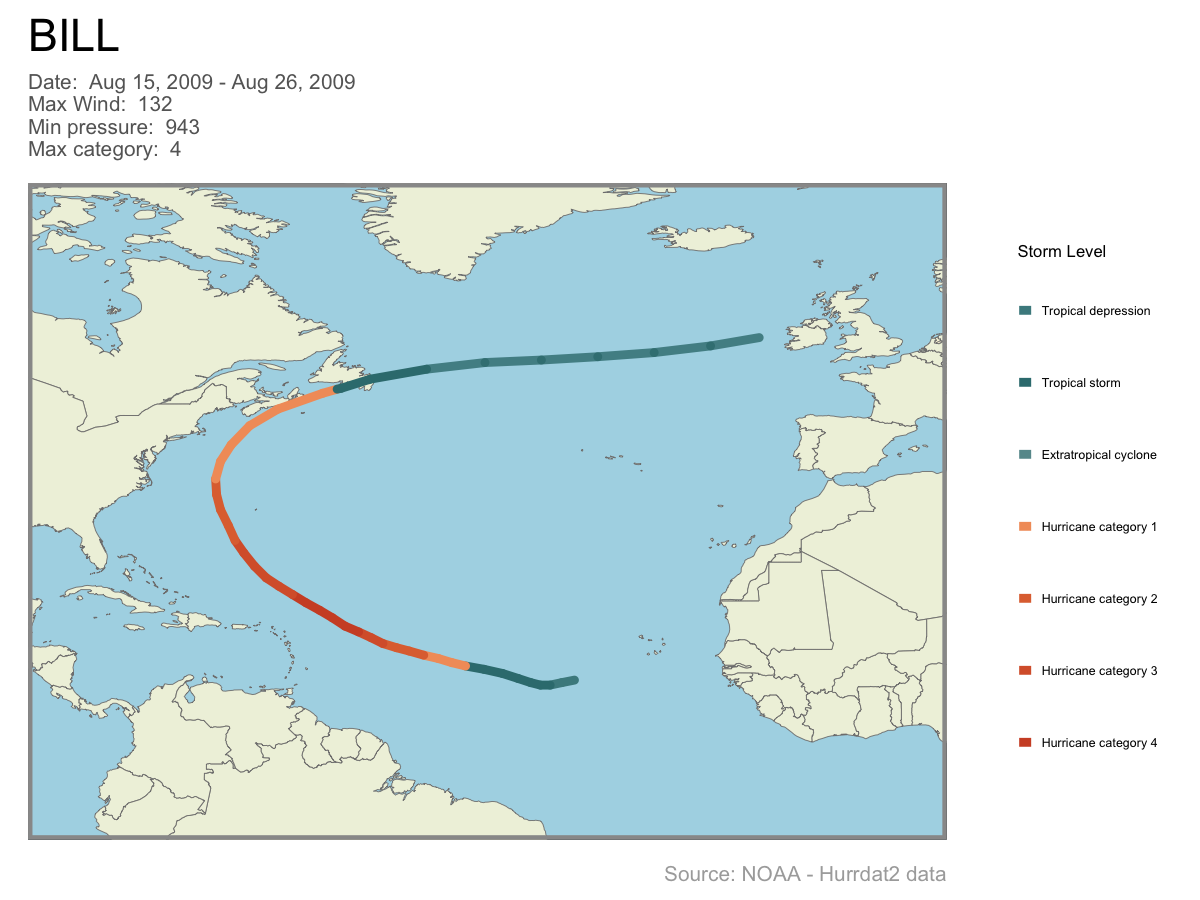 BILL
Date:  Aug 15, 2009 - Aug 26, 2009
Max Wind:  132
Min pressure:  943
Max category:  4
Storm Level
Tropical depression
Tropical storm
Extratropical cyclone
Hurricane category 1
Hurricane category 2
Hurricane category 3
Hurricane category 4
Source: NOAA - Hurrdat2 data